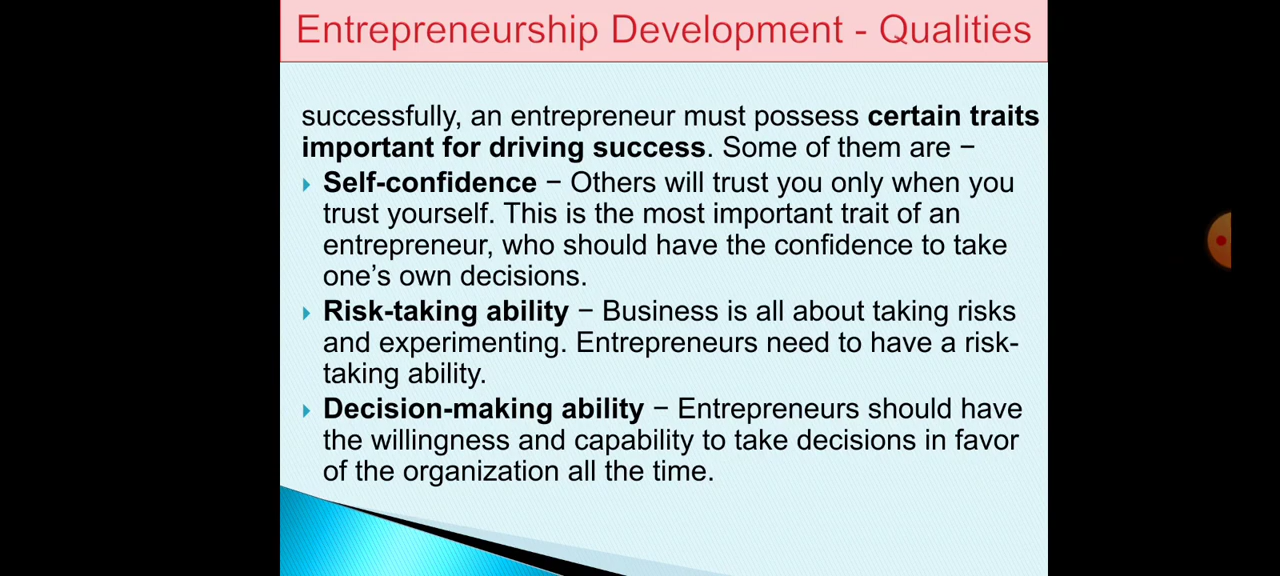 Entrepreneurship Development - Qualities
successfully, an entrepreneur must possess certain traits
important for driving success. Some of them are −
Self-confidence − Others will trust you only when you
trust yourself. This is the most important trait of an
entrepreneur, who should have the confidence to take
one’s own decisions.
Risk-taking ability − Business is all about taking risks
and experimenting. Entrepreneurs need to have a risk-
taking ability.
Decision-making ability − Entrepreneurs should have
the willingness and capability to take decisions in favor
of the organization all the time.